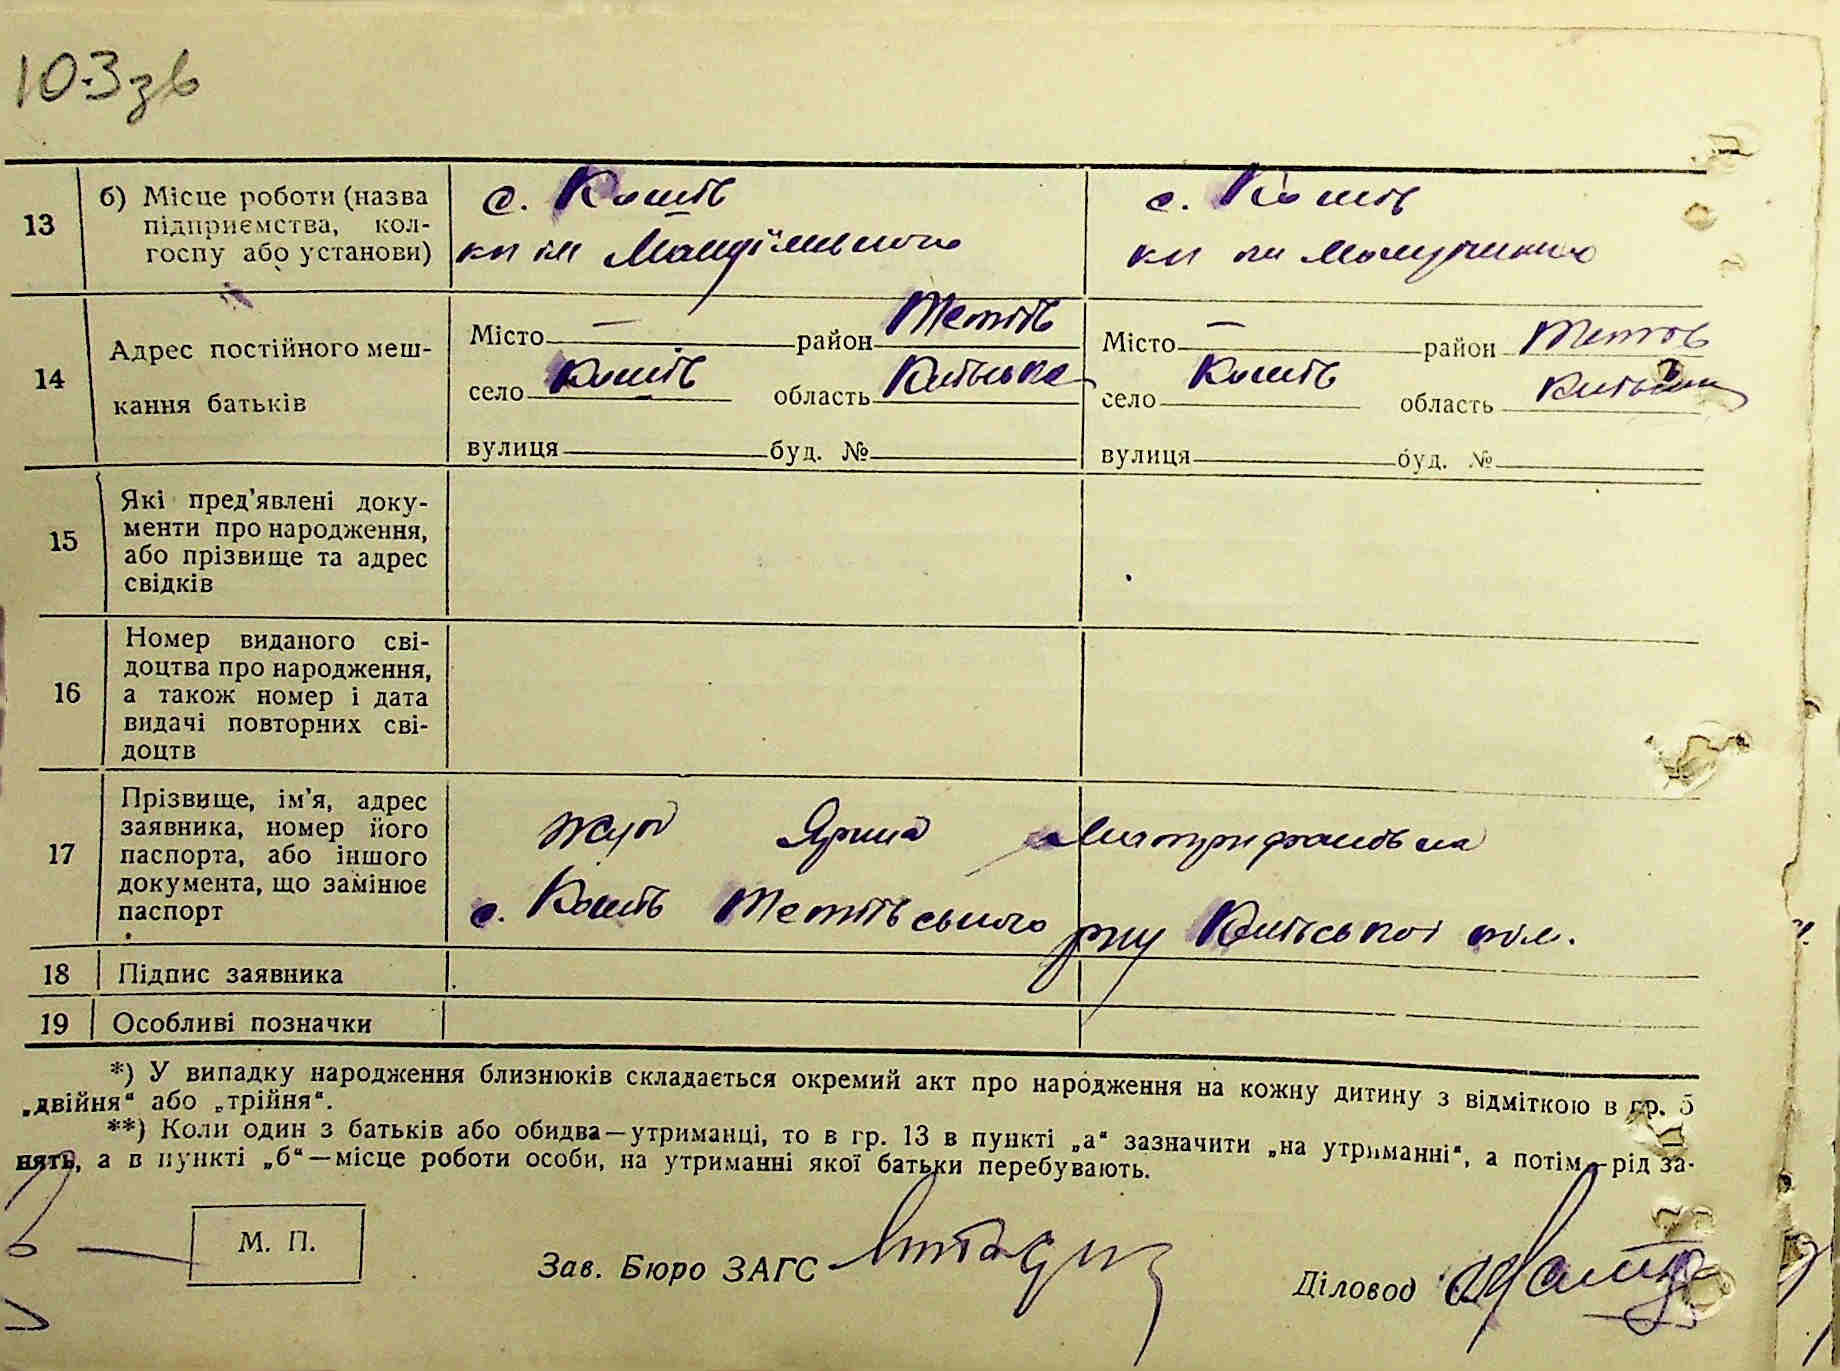 103 зв
13
б) Місце роботи (назва
підприємства, кол-
госпу або установи)
с. Кошів
кп ім
с. Кошів
кп ім
14
Адрес постійного меш-
кання батьків
Місто — район Тетіїв
село Кошів область Київська
вулиця буд. №
Місто — район Тетіїв
село Кошів область Київська
вулиця буд. №
15
Які пред'явлені доку-
менти про народження,
або прізвище та адрес
свідків
16
Номер виданого сві-
доцтва про народження,
а також номер і дата
видачі повторних сві-
доцтв
17
Прізвище, ім'я, адрес
заявника, номер його
паспорта, або іншого
документа, що замінює
паспорт
Ярина Митрофанівна
с. Кошів Тетіївського р-ну Київської обл.
18 Підпис заявника
19 Особливі позначки
*) У випадку народження близнюків складається окремий акт про народження на кожну дитину з відміткою в гр. 5
„двійня“ або „трійня“.
**) Коли один з батьків або обидва—утриманці, то в гр. 13 в пункті „а“ зазначити „на утриманні“, а потім—рід за-
нять, а в пункті „б“—місце роботи особи, на утриманні якої батьки перебувають.
М. П.
Зав. Бюро ЗАГС
Діловод